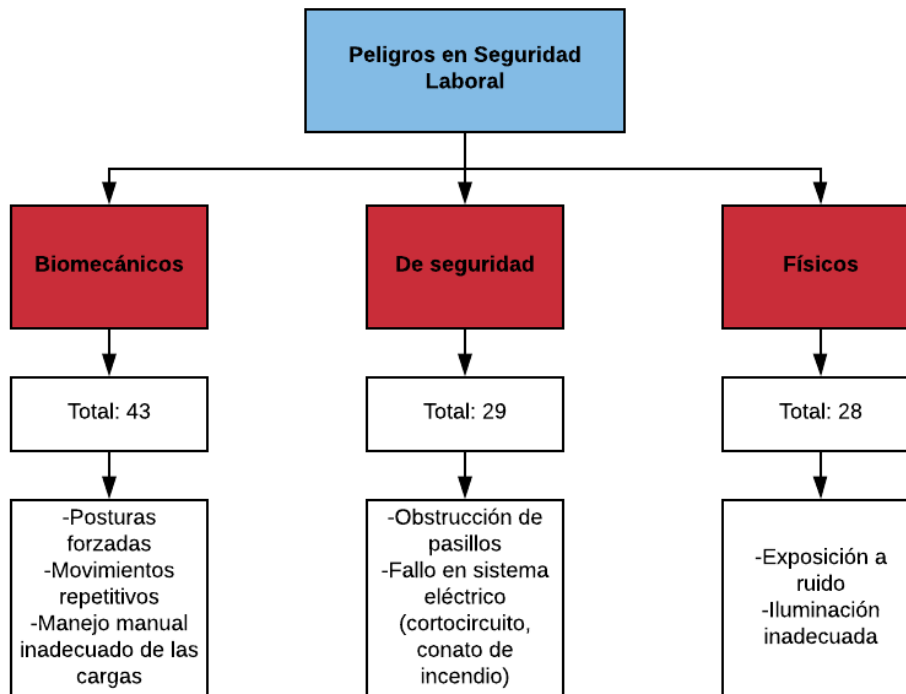 Peligros en Seguridad
Laboral
Biomecánicos
De seguridad
Físicos
Total: 43
Total: 29
Total: 28
-Posturas
forzadas
-Movimientos
repetitivos
-Manejo manual
inadecuado de las
cargas
-Obstrucción de
pasillos
-Fallo en sistema
eléctrico
(cortocircuito,
conato de
incendio)
-Exposición a
ruido
-Iluminación
inadecuada